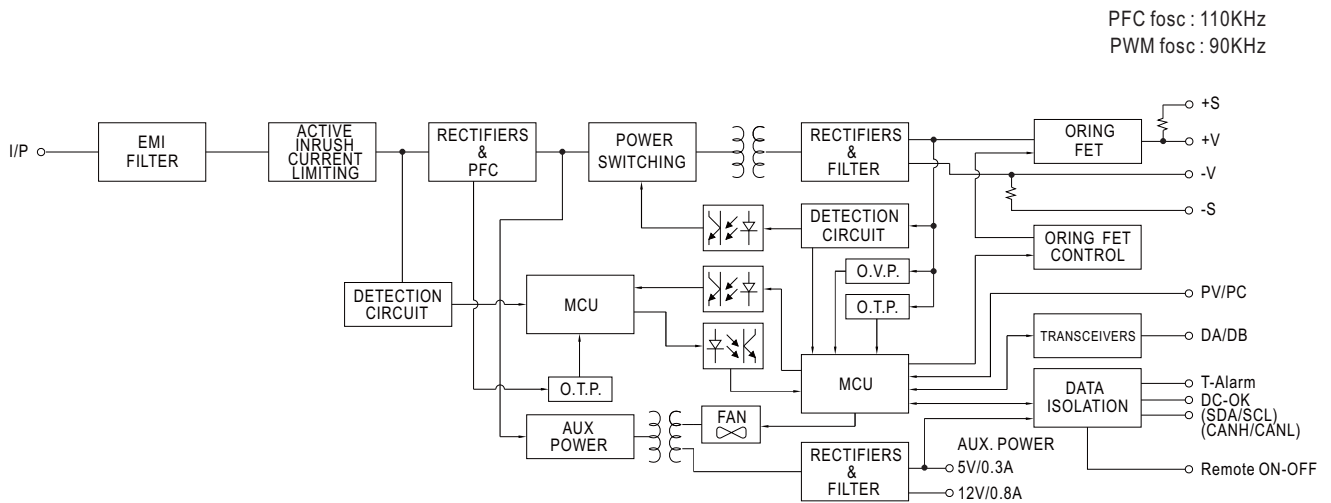 PFC fosc : 110KHz
PWM fosc : 90KHz
I/P
EMI
FILTER
ACTIVE
INRUSH
CURRENT
LIMITING
RECTIFIERS
&
PFC
POWER
SWITCHING
RECTIFIERS
&
FILTER
ORING
FET
+S
+V
-V
-S
DETECTION
CIRCUIT
ORING FET
CONTROL
O.V.P.
O.T.P.
DETECTION
CIRCUIT
MCU
PV/PC
TRANSCEIVERS
DA/DB
MCU
O.T.P.
DATA
ISOLATION
T-Alarm
DC-OK
(SDA/SCL)
(CANH/CANL)
AUX
POWER
FAN
RECTIFIERS
&
FILTER
AUX. POWER
5V/0.3A
12V/0.8A
Remote ON-OFF